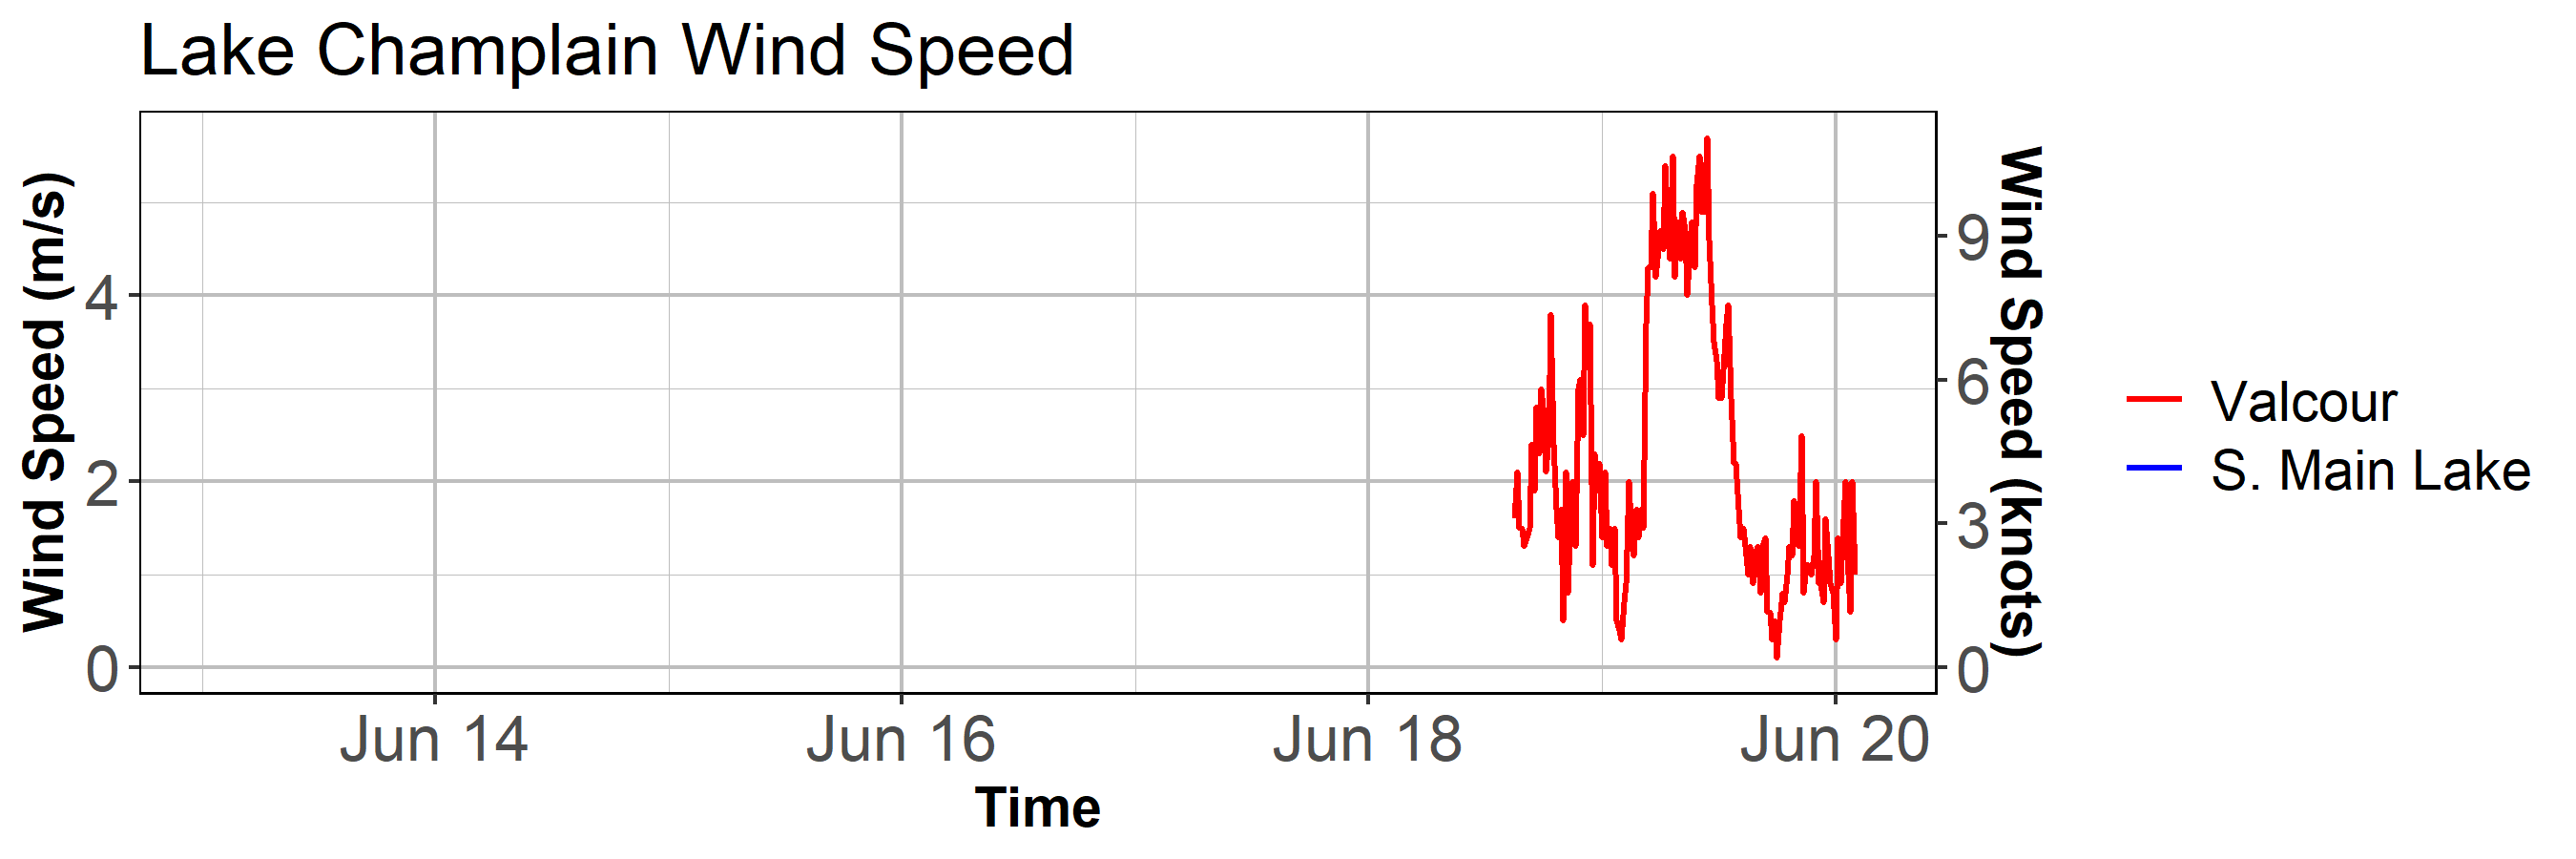 Lake Champlain Wind Speed
Wind Speed (m/s)
4
2
0
9
6
3
0
Wind Speed (knots)
Jun 14
Jun 16
Jun 18
Jun 20
Time
Valcour
S. Main Lake